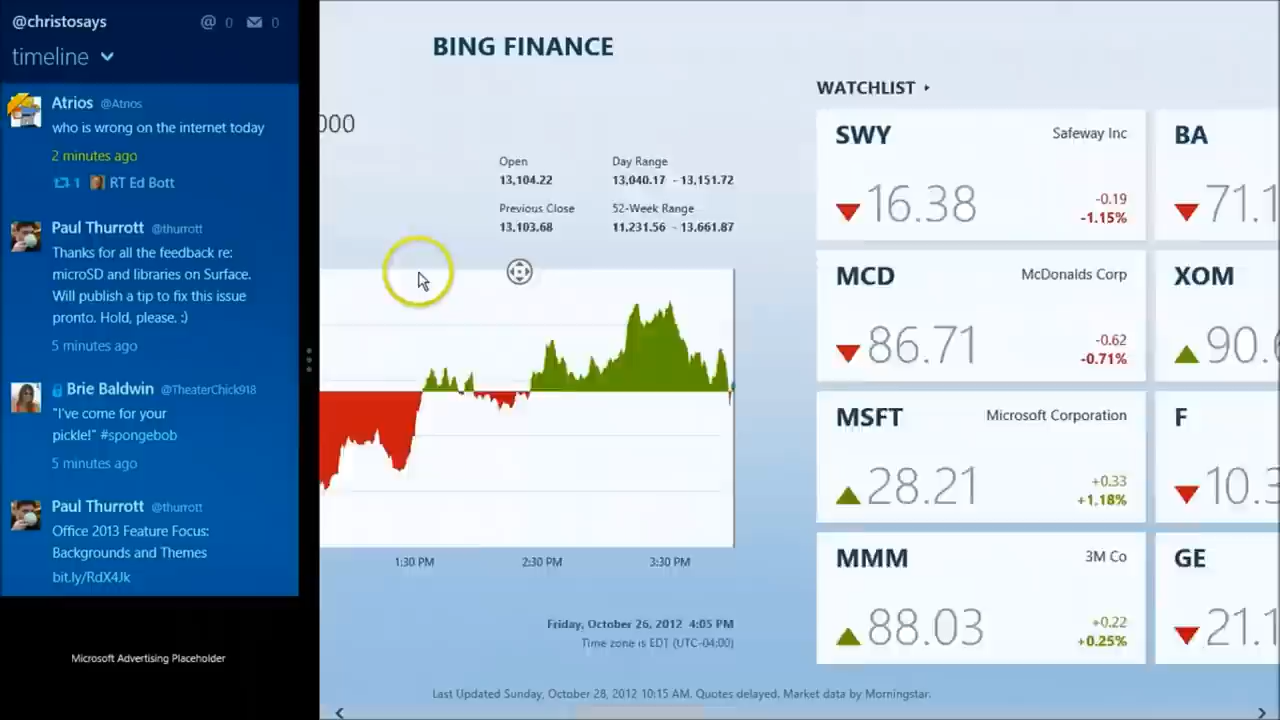 @christosays
@ 0 0
timeline
Atrios @Atrios
who is wrong on the internet today
2 minutes ago
1 RT Ed Bott
Paul Thurrott @thurrott
Thanks for all the feedback re:
microSD and libraries on Surface.
Will publish a tip to fix this issue
pronto. Hold, please. :)
5 minutes ago
Brie Baldwin @TheaterChick918
"I've come for your
pickle!" #spongebob
5 minutes ago
Paul Thurrott @thurrott
Office 2013 Feature Focus:
Backgrounds and Themes
bit.ly/RdX4Jk
Microsoft Advertising Placeholder
BING FINANCE
000
Open
13,104.22
Day Range
13,040.17 - 13,151.72
Previous Close
13,103.68
52-Week Range
11,231.56 - 13,661.87
1:30 PM 2:30 PM 3:30 PM
Friday, October 26, 2012 4:05 PM
Time zone is EDT (UTC-04:00)
WATCHLIST
SWY Safeway Inc
16.38 -0.19
-1.15%
MCD McDonalds Corp
86.71 -0.62
-0.71%
MSFT Microsoft Corporation
28.21 +0.33
+1.18%
MMM 3M Co
88.03 +0.22
+0.25%
BA
71.1
XOM
90.
F
10.3
GE
21.1
Last Updated Sunday, October 28, 2012 10:15 AM. Quotes delayed. Market data by Morningstar.